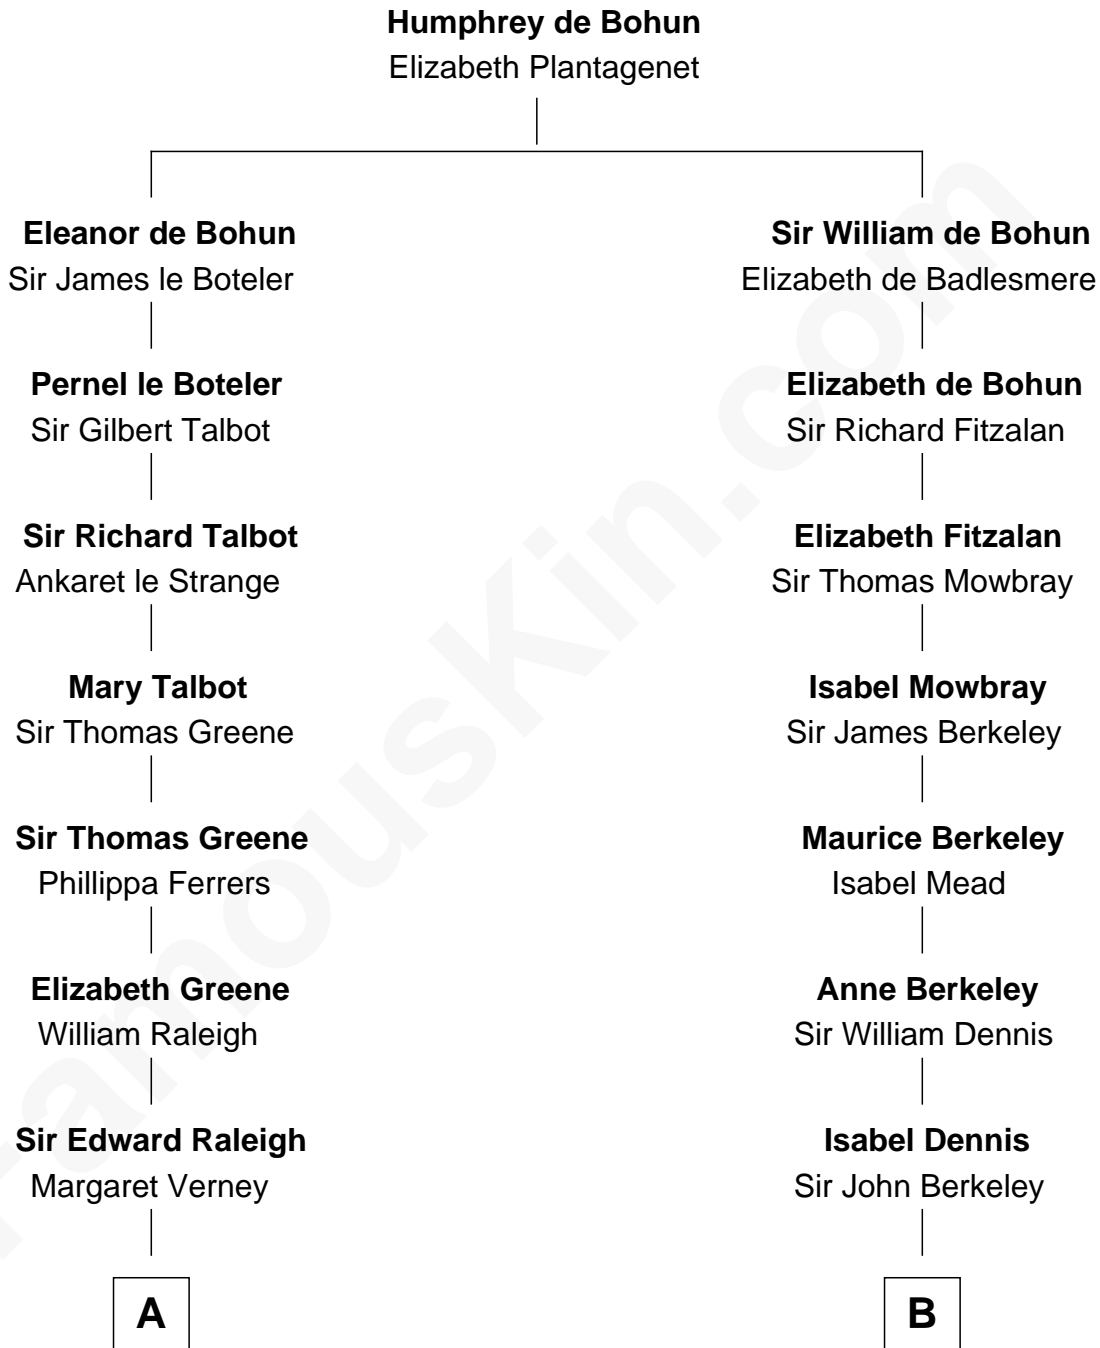 Humphrey de Bohun
Elizabeth Plantagenet
Eleanor de Bohun
Sir James le Boteler
Sir William de Bohun
Elizabeth de Badlesmere
Pernel le Boteler
Sir Gilbert Talbot
Elizabeth de Bohun
Sir Richard Fitzalan
Sir Richard Talbot
Ankaret le Strange
Elizabeth Fitzalan
Sir Thomas Mowbray
Mary Talbot
Sir Thomas Greene
Isabel Mowbray
Sir James Berkeley
Sir Thomas Greene
Phillippa Ferrers
Maurice Berkeley
Isabel Mead
Elizabeth Greene
William Raleigh
Anne Berkeley
Sir William Dennis
Sir Edward Raleigh
Margaret Verney
Isabel Dennis
Sir John Berkeley
A
B
FamousKin.com